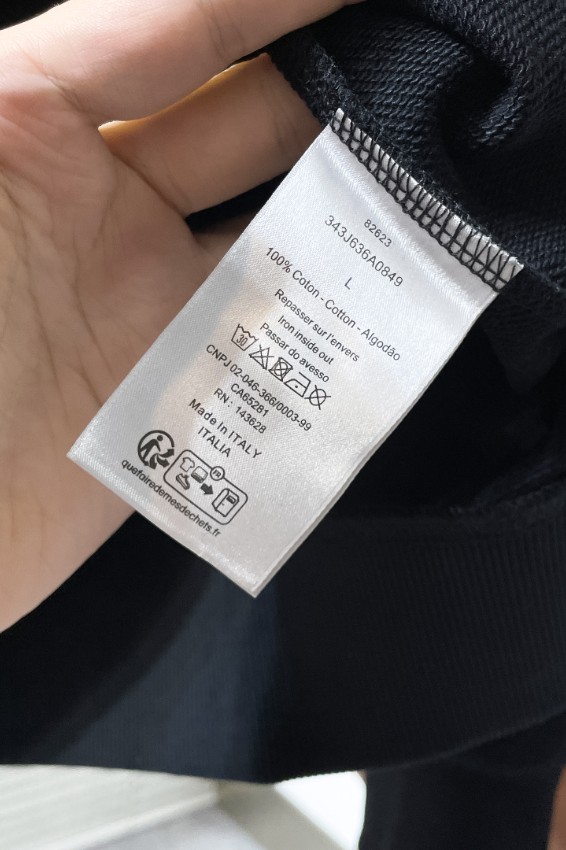 82623
343J636A0849
L
100% Coton - Cotton - Algodão
Repasser sur l'envers
Iron inside out
Passar do avesso
30
CNPJ 02-046-366/0003-99
CA65281
RN : 143628
Made in ITALY
ITALIA
FR
quefairedemesdechets.fr